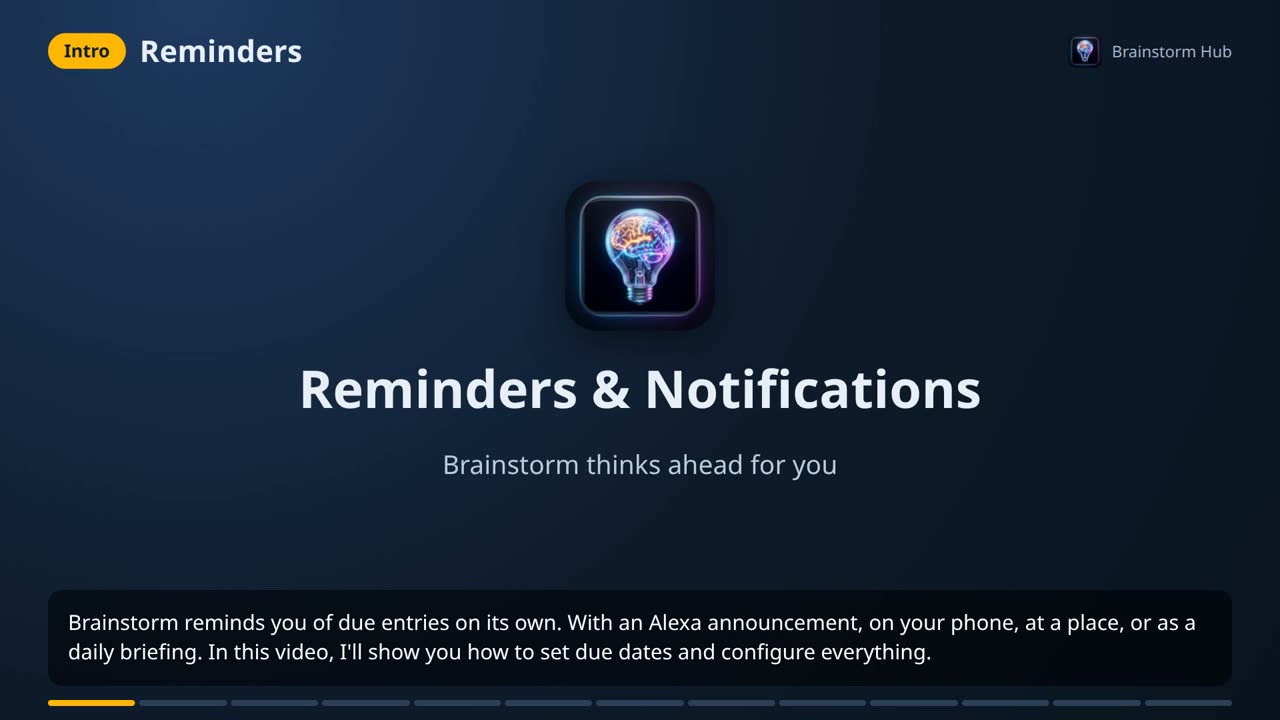 Intro
Reminders
Brainstorm Hub
Reminders & Notifications
Brainstorm thinks ahead for you
Brainstorm reminds you of due entries on its own. With an Alexa announcement, on your phone, at a place, or as a
daily briefing. In this video, I'll show you how to set due dates and configure everything.